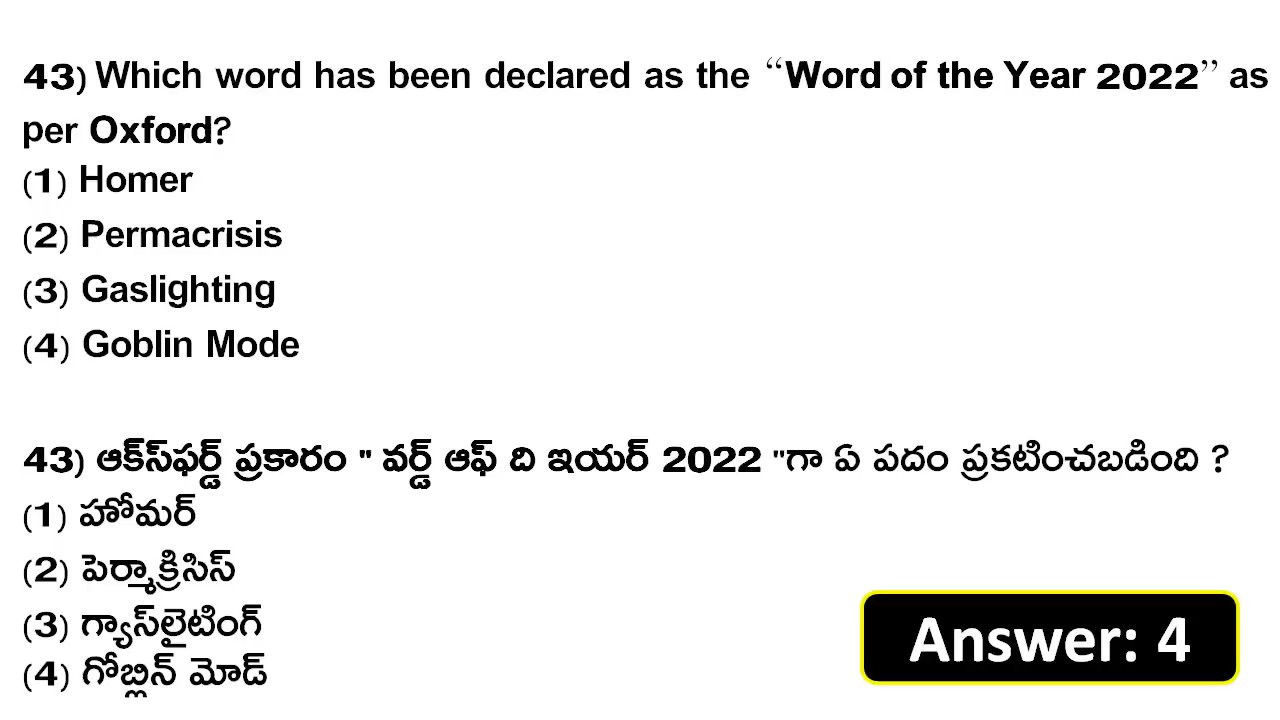 43) Which word has been declared as the “Word of the Year 2022” as
per Oxford?
(1) Homer
(2) Permacrisis
(3) Gaslighting
(4) Goblin Mode
43) ఆక్స్‌ఫర్డ్ ప్రకారం " వర్డ్ ఆఫ్ ది ఇయర్ 2022 "గా ఏ పదం ప్రకటించబడింది ?
(1) హోమర్
(2) పెర్మాక్రిసిస్
(3) గ్యాస్‌లైటింగ్
(4) గోబ్లిన్ మోడ్
Answer: 4